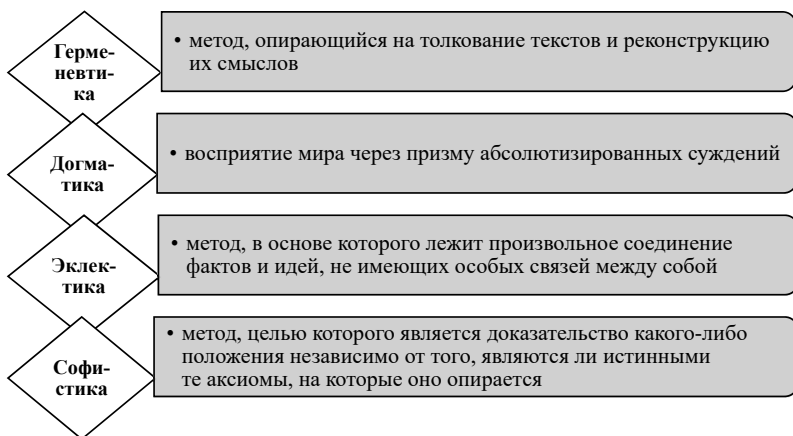 Герме-
невти-
ка
• метод, опирающийся на толкование текстов и реконструкцию
их смыслов
Догма-
тика
• восприятие мира через призму абсолютизированных суждений
Эклек-
тика
• метод, в основе которого лежит произвольное соединение
фактов и идей, не имеющих особых связей между собой
Софи-
стика
• метод, целью которого является доказательство какого-либо
положения независимо от того, являются ли истинными
те аксиомы, на которые оно опирается